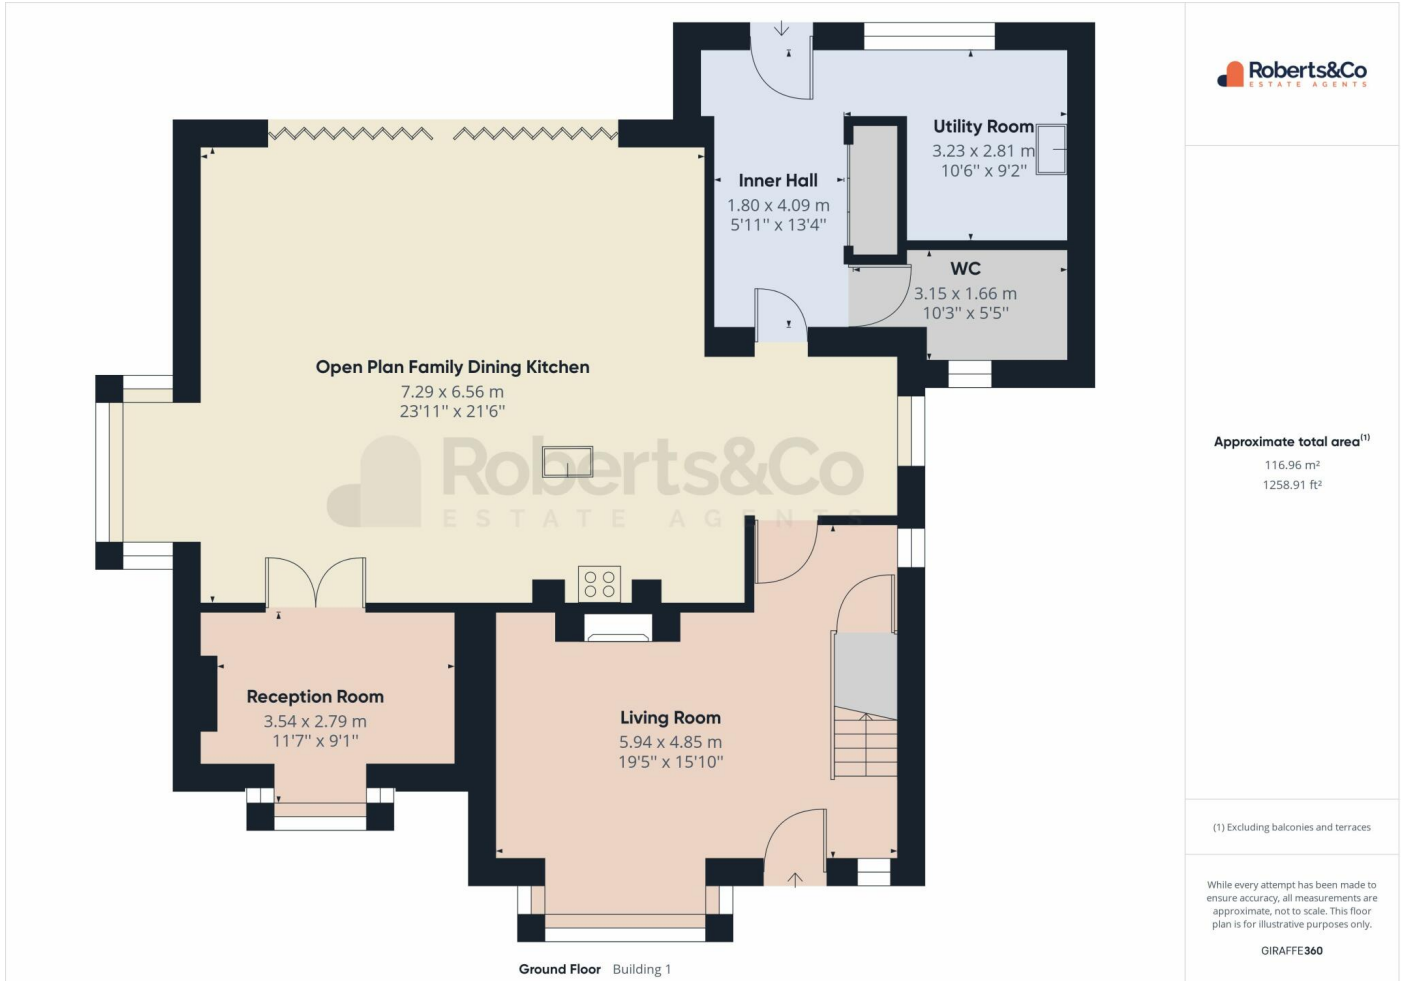 Roberts&Co
ESTATE AGENTS
Utility Room
3.23 x 2.81 m
10'6'' x 9'2''
Inner Hall
1.80 x 4.09 m
5'11'' x 13'4''
WC
3.15 x 1.66 m
10'3'' x 5'5''
Open Plan Family Dining Kitchen
7.29 x 6.56 m
23'11'' x 21'6''
Roberts&Co
ESTATE AGENTS
Reception Room
3.54 x 2.79 m
11'7'' x 9'1''
Living Room
5.94 x 4.85 m
19'5'' x 15'10''
Ground Floor Building 1
Approximate total area(1)
116.96 m²
1258.91 ft²
(1) Excluding balconies and terraces
While every attempt has been made to
ensure accuracy, all measurements are
approximate, not to scale. This floor
plan is for illustrative purposes only.
GIRAFFE360